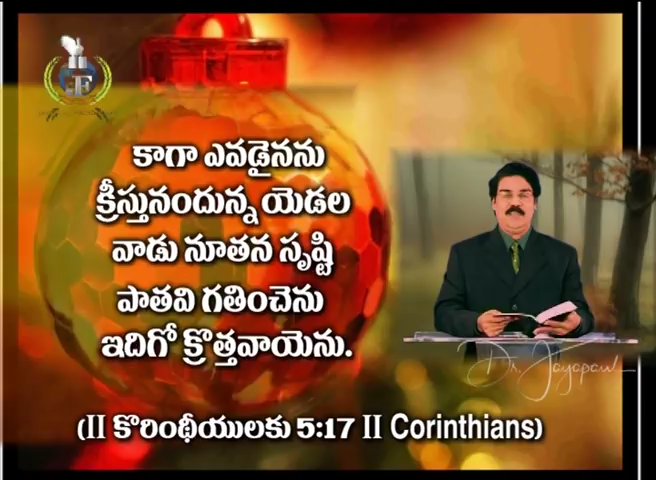 కాగా ఎవడైనను
క్రీస్తునందున్న యెడల
వాడు నూతన సృష్టి
పాతవి గతించెను
ఇదిగో క్రొత్తవాయెను.
(II కొరింథీయులకు 5:17 II Corinthians)
Dr. Jayapaul